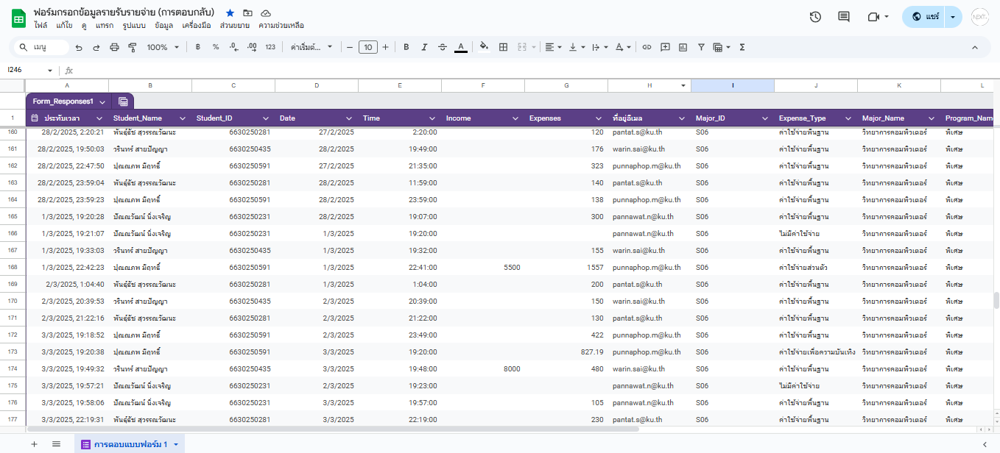 ฟอร์มกรอกข้อมูลรายรับรายจ่าย (การตอบกลับ)
ไฟล์ แก้ไข ดู แทรก รูปแบบ ข้อมูล เครื่องมือ ส่วนขยาย ความช่วยเหลือ
แชร์
NEXT..
เมนู 100% ฿ % .0 .00 123 ค่าเริ่มต้... 10 B I S A
I246 fx
A B C D E F G H I J K L
Form_Responses1
1 ประทับเวลา Student_Name Student_ID Date Time Income Expenses ที่อยู่อีเมล Major_ID Expense_Type Major_Name Program_Name
160 28/2/2025, 2:20:21 พันธุ์ธัช สุวรรณวัฒนะ 6630250281 27/2/2025 2:20:00 120 pantat.s@ku.th S06 ค่าใช้จ่ายพื้นฐาน วิทยาการคอมพิวเตอร์ พิเศษ
161 28/2/2025, 19:50:03 วรินทร์ สายปัญญา 6630250435 28/2/2025 19:49:00 176 warin.sai@ku.th S06 ค่าใช้จ่ายพื้นฐาน วิทยาการคอมพิวเตอร์ พิเศษ
162 28/2/2025, 22:47:50 ปุณณภพ มีฤทธิ์ 6630250591 27/2/2025 21:35:00 323 punnaphop.m@ku.th S06 ค่าใช้จ่ายพื้นฐาน วิทยาการคอมพิวเตอร์ พิเศษ
163 28/2/2025, 23:59:04 พันธุ์ธัช สุวรรณวัฒนะ 6630250281 28/2/2025 11:59:00 140 pantat.s@ku.th S06 ค่าใช้จ่ายพื้นฐาน วิทยาการคอมพิวเตอร์ พิเศษ
164 28/2/2025, 23:59:23 ปุณณภพ มีฤทธิ์ 6630250591 28/2/2025 23:59:00 138 punnaphop.m@ku.th S06 ค่าใช้จ่ายพื้นฐาน วิทยาการคอมพิวเตอร์ พิเศษ
165 1/3/2025, 19:20:28 ปัณณวัฒน์ นิ่งเจริญ 6630250231 28/2/2025 19:07:00 300 pannawat.n@ku.th S06 ค่าใช้จ่ายพื้นฐาน วิทยาการคอมพิวเตอร์ พิเศษ
166 1/3/2025, 19:21:07 ปัณณวัฒน์ นิ่งเจริญ 6630250231 1/3/2025 19:20:00 pannawat.n@ku.th S06 ไม่มีค่าใช้จ่าย วิทยาการคอมพิวเตอร์ พิเศษ
167 1/3/2025, 19:33:03 วรินทร์ สายปัญญา 6630250435 1/3/2025 19:32:00 155 warin.sai@ku.th S06 ค่าใช้จ่ายพื้นฐาน วิทยาการคอมพิวเตอร์ พิเศษ
168 1/3/2025, 22:42:23 ปุณณภพ มีฤทธิ์ 6630250591 1/3/2025 22:41:00 5500 1557 punnaphop.m@ku.th S06 ค่าใช้จ่ายส่วนตัว วิทยาการคอมพิวเตอร์ พิเศษ
169 2/3/2025, 1:04:40 พันธุ์ธัช สุวรรณวัฒนะ 6630250281 1/3/2025 1:04:00 200 pantat.s@ku.th S06 ค่าใช้จ่ายพื้นฐาน วิทยาการคอมพิวเตอร์ พิเศษ
170 2/3/2025, 20:39:53 วรินทร์ สายปัญญา 6630250435 2/3/2025 20:39:00 150 warin.sai@ku.th S06 ค่าใช้จ่ายพื้นฐาน วิทยาการคอมพิวเตอร์ พิเศษ
171 2/3/2025, 21:22:16 พันธุ์ธัช สุวรรณวัฒนะ 6630250281 2/3/2025 21:22:00 130 pantat.s@ku.th S06 ค่าใช้จ่ายพื้นฐาน วิทยาการคอมพิวเตอร์ พิเศษ
172 3/3/2025, 19:18:52 ปุณณภพ มีฤทธิ์ 6630250591 2/3/2025 23:49:00 422 punnaphop.m@ku.th S06 ค่าใช้จ่ายพื้นฐาน วิทยาการคอมพิวเตอร์ พิเศษ
173 3/3/2025, 19:20:38 ปุณณภพ มีฤทธิ์ 6630250591 3/3/2025 19:20:00 827.19 punnaphop.m@ku.th S06 ค่าใช้จ่ายเพื่อความบันเทิง วิทยาการคอมพิวเตอร์ พิเศษ
174 3/3/2025, 19:49:32 วรินทร์ สายปัญญา 6630250435 3/3/2025 19:48:00 8000 480 warin.sai@ku.th S06 ค่าใช้จ่ายพื้นฐาน วิทยาการคอมพิวเตอร์ พิเศษ
175 3/3/2025, 19:57:21 ปัณณวัฒน์ นิ่งเจริญ 6630250231 2/3/2025 19:23:00 pannawat.n@ku.th S06 ไม่มีค่าใช้จ่าย วิทยาการคอมพิวเตอร์ พิเศษ
176 3/3/2025, 19:58:06 ปัณณวัฒน์ นิ่งเจริญ 6630250231 3/3/2025 19:57:00 105 pannawat.n@ku.th S06 ค่าใช้จ่ายพื้นฐาน วิทยาการคอมพิวเตอร์ พิเศษ
177 3/3/2025, 22:19:31 พันธุ์ธัช สุวรรณวัฒนะ 6630250281 3/3/2025 22:19:00 230 pantat.s@ku.th S06 ค่าใช้จ่ายพื้นฐาน วิทยาการคอมพิวเตอร์ พิเศษ
การตอบแบบฟอร์ม 1